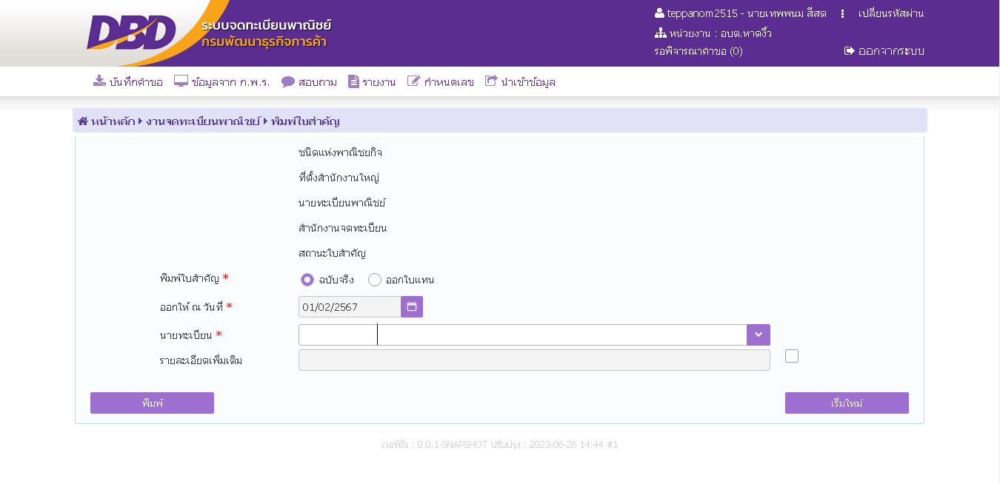 DBD ระบบจดทะเบียนพาณิชย์
กรมพัฒนาธุรกิจการค้า
teppanom2515 - นายเทพพนม สีสด เปลี่ยนรหัสผ่าน
หน่วยงาน : อบต.หาดงิ้ว
รอพิจารณาคำขอ (0) ออกจากระบบ
บันทึกคำขอ ข้อมูลจาก ก.พ.ร. สอบถาม รายงาน กำหนดเลข นำเข้าข้อมูล
หน้าหลัก งานจดทะเบียนพาณิชย์ พิมพ์ใบสำคัญ
ชนิดแห่งพาณิชยกิจ
ที่ตั้งสำนักงานใหญ่
นายทะเบียนพาณิชย์
สำนักงานจดทะเบียน
สถานะใบสำคัญ
พิมพ์ใบสำคัญ * ฉบับจริง ออกใบแทน
ออกให้ ณ วันที่ * 01/02/2567
นายทะเบียน *
รายละเอียดเพิ่มเติม
พิมพ์ เริ่มใหม่
เวอร์ชั่น : 0.0.1-SNAPSHOT ปรับปรุง : 2023-06-26 14:44 #1